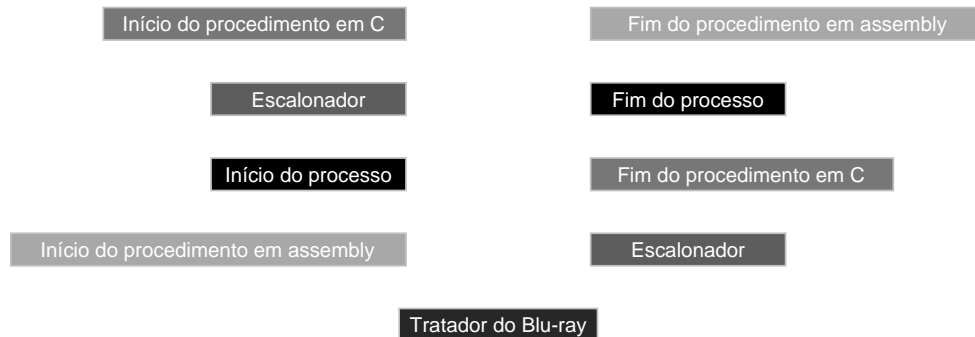 Início do procedimento em C
Fim do procedimento em assembly
Escalonador
Fim do processo
Início do processo
Fim do procedimento em C
Início do procedimento em assembly
Escalonador
Tratador do Blu-ray